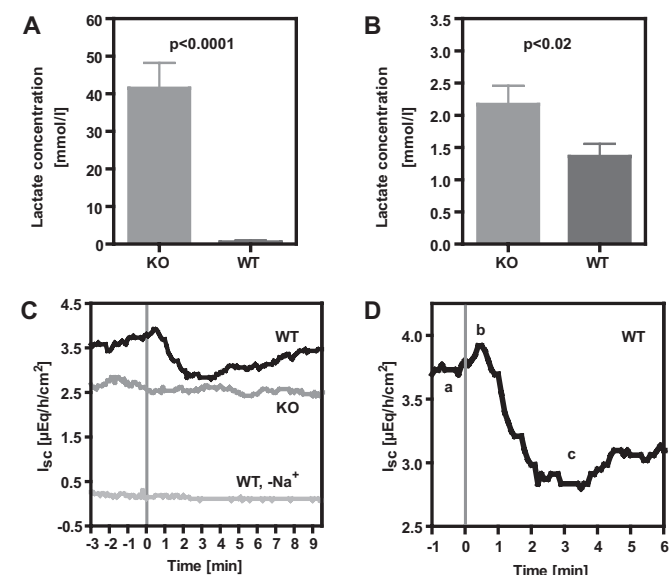 A
60
50
40
30
20
10
0
Lactate concentration
[mmol/l]
p<0.0001
KO WT
B
3.5
3.0
2.5
2.0
1.5
1.0
0.5
0.0
Lactate concentration
[mmol/l]
p<0.02
KO WT
C
4.5
3.5
2.5
1.5
0.5
-0.5
Isc [µEq/h/cm²]
WT
KO
WT, -Na⁺
-3 -2 -1 0 1 2 3 4 5 6 7 8 9
Time [min]
D
4.0
3.5
3.0
2.5
Isc [µEq/h/cm²]
WT
a
b
c
-1 0 1 2 3 4 5 6
Time [min]